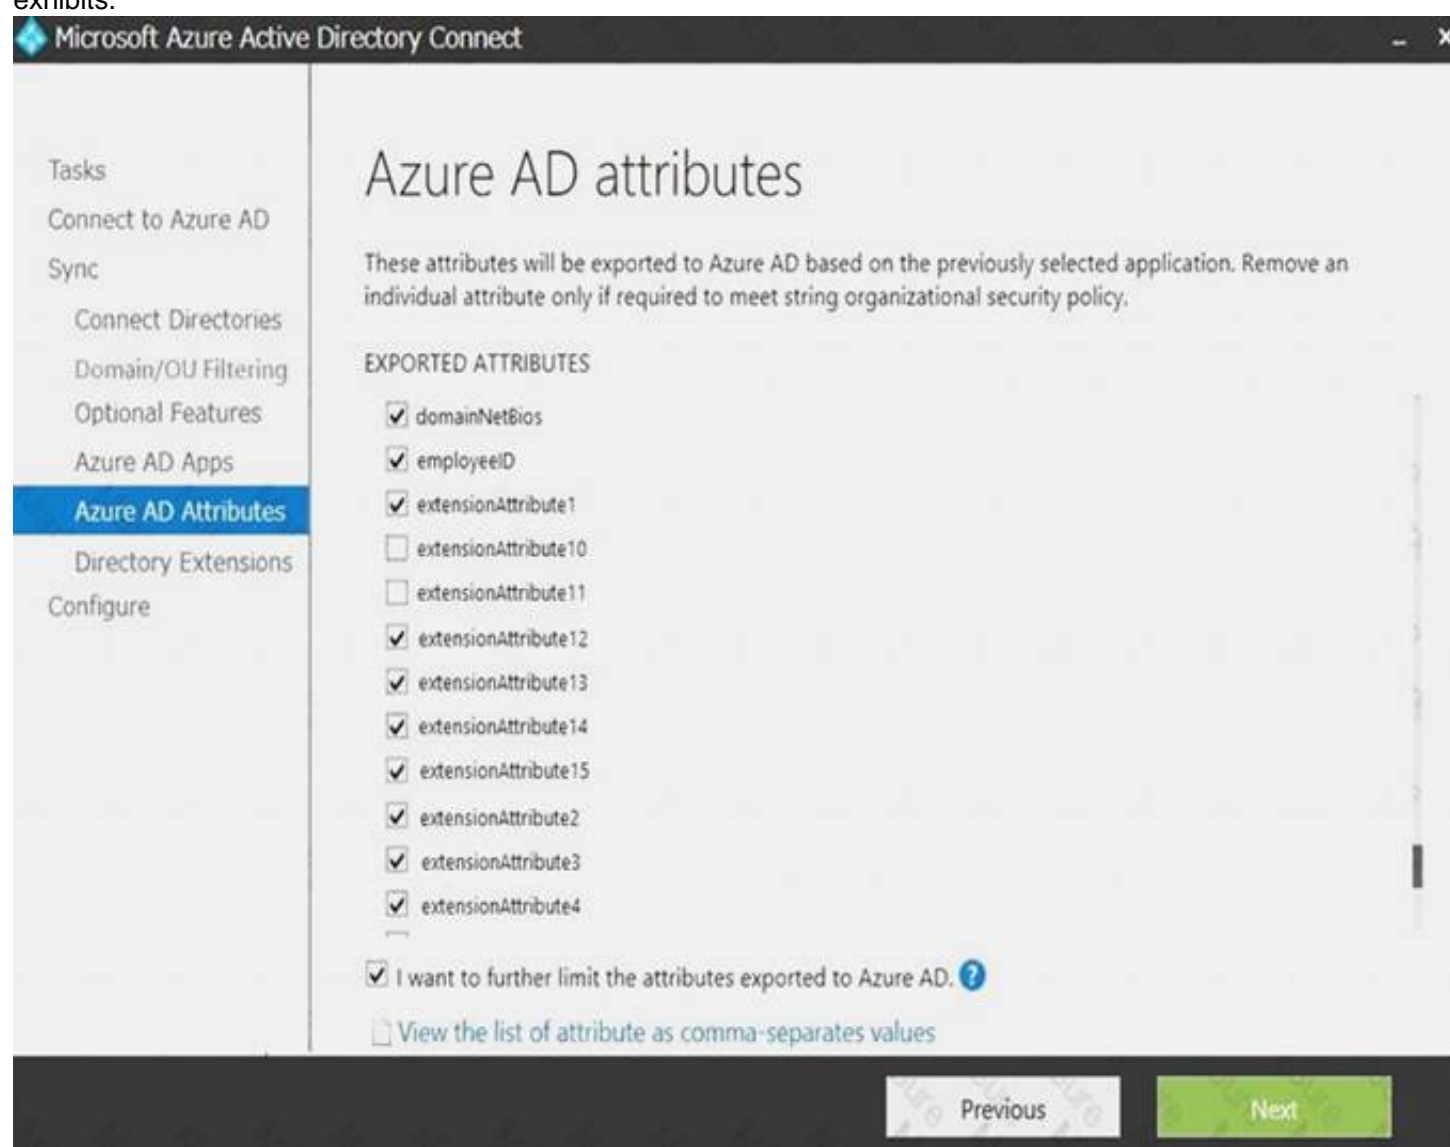 exhibits.
Microsoft Azure Active Directory Connect
Tasks
Connect to Azure AD
Sync
Connect Directories
Domain/OU Filtering
Optional Features
Azure AD Apps
Azure AD Attributes
Directory Extensions
Configure
Azure AD attributes
These attributes will be exported to Azure AD based on the previously selected application. Remove an
individual attribute only if required to meet string organizational security policy.
EXPORTED ATTRIBUTES
domainNetBios
employeeID
extensionAttribute1
extensionAttribute10
extensionAttribute11
extensionAttribute12
extensionAttribute13
extensionAttribute14
extensionAttribute15
extensionAttribute2
extensionAttribute3
extensionAttribute4
I want to further limit the attributes exported to Azure AD. ?
View the list of attribute as comma-separates values
Previous
Next